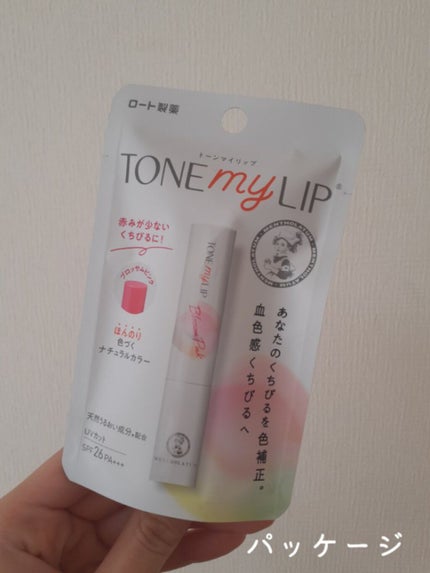 ロート製薬
トーンマイリップ
TONE my LIP®
赤みが少ない
くちびるに!
ブロッサムピンク
ほんのり
色づく
ナチュラルカラー
天然うるおい成分*配合
UVカット
SPF26 PA+++
TONE my LIP
Blossom Pink
MENTHOLATUM
MENTHOLATUM
あなたのくちびるを色補正。
血色感くちびるへ
パッケージ